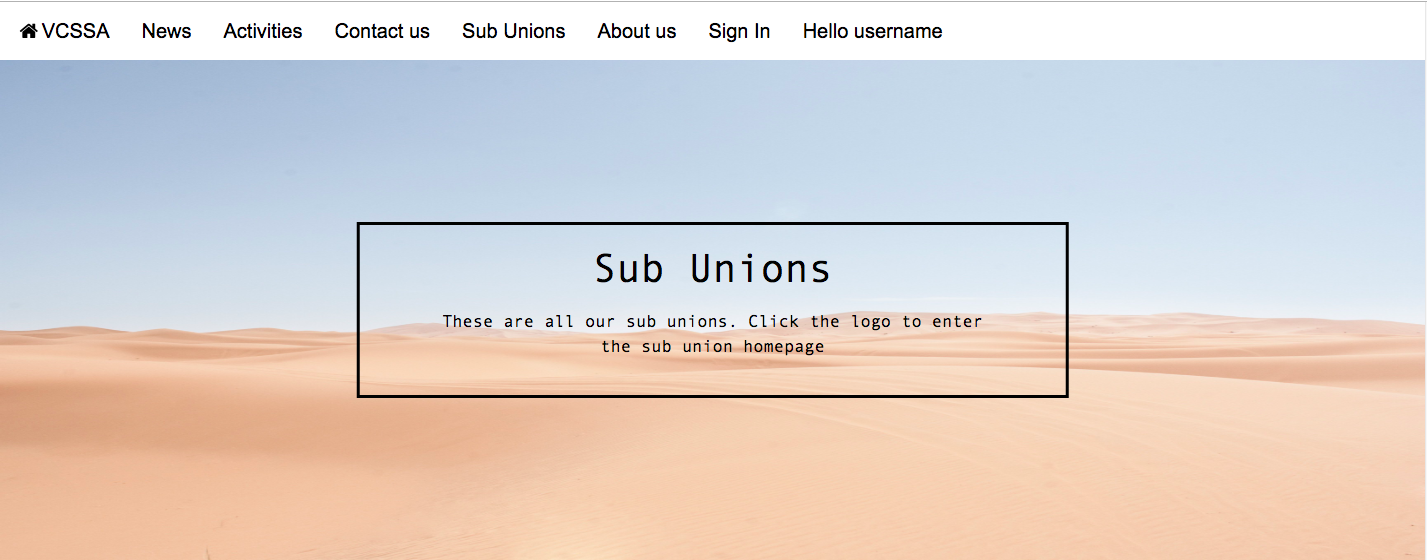 VCSSA News Activities Contact us Sub Unions About us Sign In Hello username
Sub Unions
These are all our sub unions. Click the logo to enter
the sub union homepage